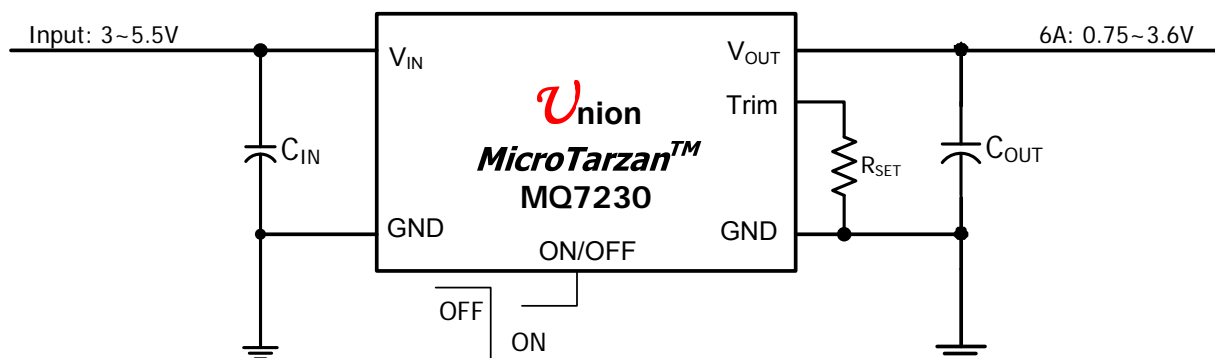 Input: 3~5.5V
6A: 0.75~3.6V
VIN
VOUT
Trim
Union
MicroTarzan™
MQ7230
CIN
RSET
COUT
GND
GND
ON/OFF
OFF
ON